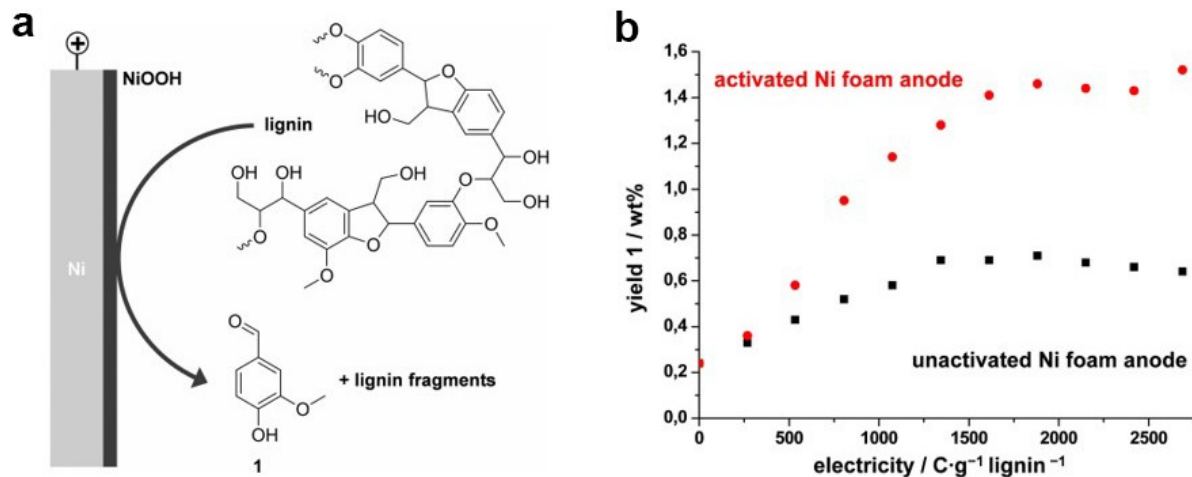 a
NiOOH
lignin
Ni
O
O
O
HO
OH
O
OH
HO
OH
HO
O
OH
O
O
O
O
O
O
+ lignin fragments
O
OH
1
b
1,6
activated Ni foam anode
1,4
1,2
1,0
yield 1 / wt%
0,8
0,6
0,4
unactivated Ni foam anode
0,2
0,0
0 500 1000 1500 2000 2500
electricity / C·g⁻¹ lignin⁻¹